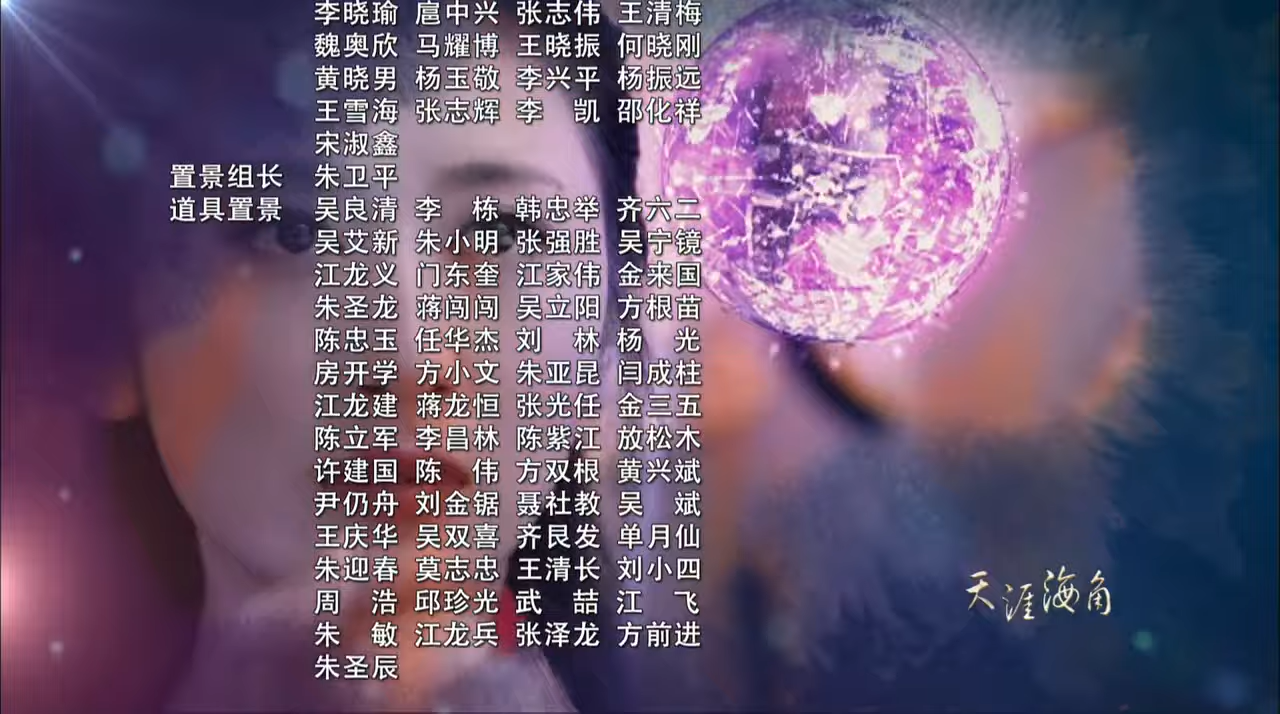 李晓瑜 扈中兴 张志伟 王清梅
魏奥欣 马耀博 王晓振 何晓刚
黄晓男 杨玉敬 李兴平 杨振远
王雪海 张志辉 李 凯 邵化祥
宋淑鑫
置景组长 朱卫平
道具置景 吴良清 李 栋 韩忠举 齐六二
吴艾新 朱小明 张强胜 吴宁镜
江龙义 门东奎 江家伟 金来国
朱圣龙 蒋闯闯 吴立阳 方根苗
陈忠玉 任华杰 刘 林 杨 光
房开学 方小文 朱亚昆 闫成柱
江龙建 蒋龙恒 张光任 金三五
陈立军 李昌林 陈紫江 放松木
许建国 陈 伟 方双根 黄兴斌
尹仍舟 刘金锯 聂社教 吴 斌
王庆华 吴双喜 齐艮发 单月仙
朱迎春 莫志忠 王清长 刘小四
周 浩 邱珍光 武 喆 江 飞
朱 敏 江龙兵 张泽龙 方前进
朱圣辰
天涯海角